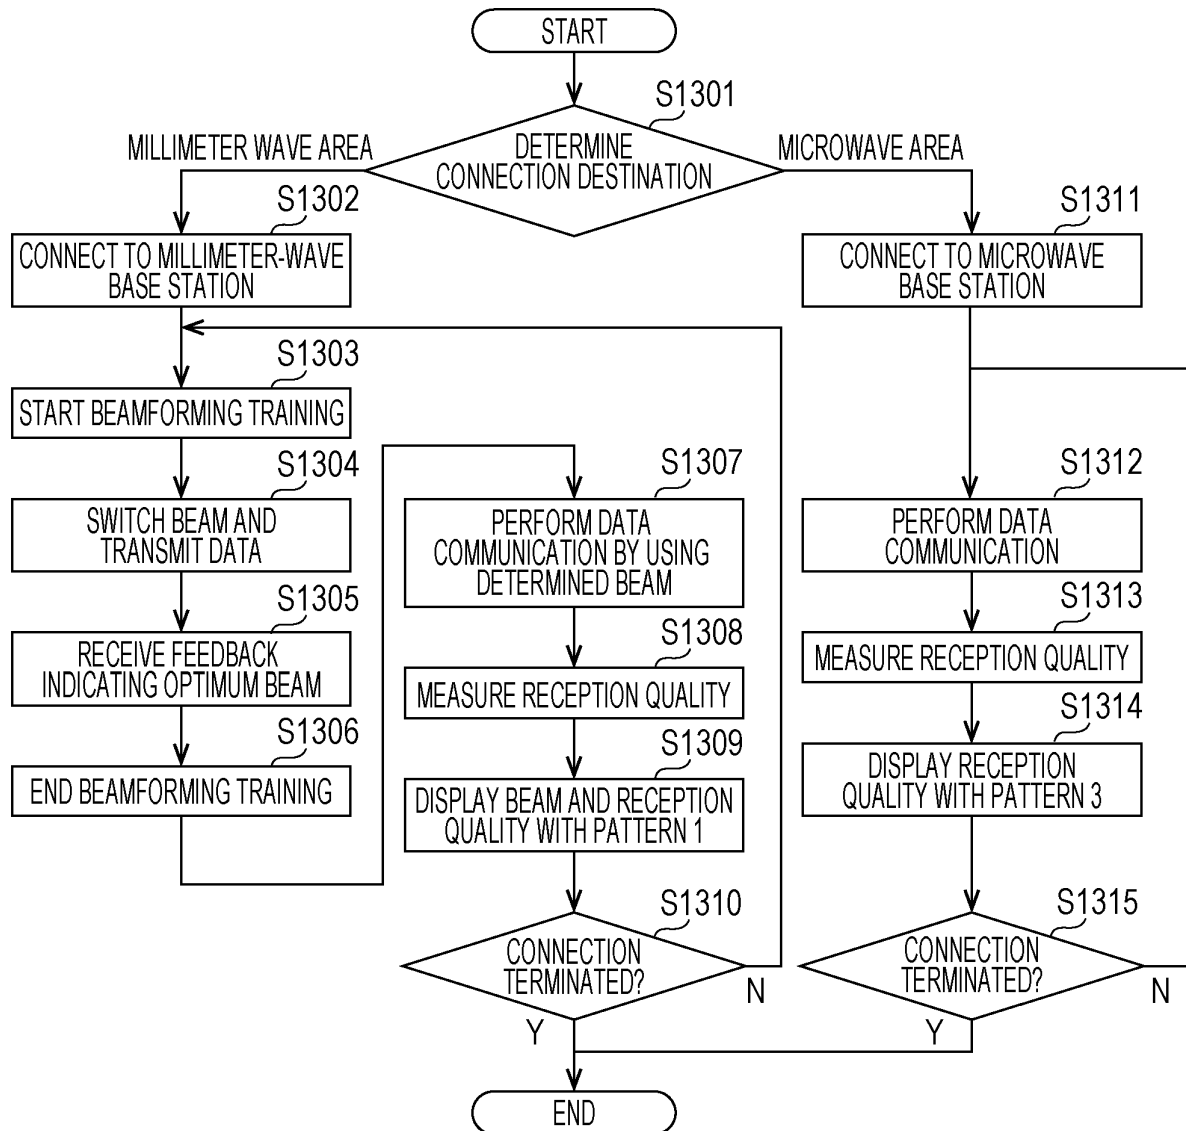 START
S1301
DETERMINE
CONNECTION DESTINATION
MILLIMETER WAVE AREA
MICROWAVE AREA
S1302
CONNECT TO MILLIMETER-WAVE
BASE STATION
S1303
START BEAMFORMING TRAINING
S1304
SWITCH BEAM AND
TRANSMIT DATA
S1305
RECEIVE FEEDBACK
INDICATING OPTIMUM BEAM
S1306
END BEAMFORMING TRAINING
S1307
PERFORM DATA
COMMUNICATION BY USING
DETERMINED BEAM
S1308
MEASURE RECEPTION QUALITY
S1309
DISPLAY BEAM AND RECEPTION
QUALITY WITH PATTERN 1
S1310
CONNECTION
TERMINATED?
N
Y
S1311
CONNECT TO MICROWAVE
BASE STATION
S1312
PERFORM DATA
COMMUNICATION
S1313
MEASURE RECEPTION QUALITY
S1314
DISPLAY RECEPTION
QUALITY WITH PATTERN 3
S1315
CONNECTION
TERMINATED?
N
Y
END